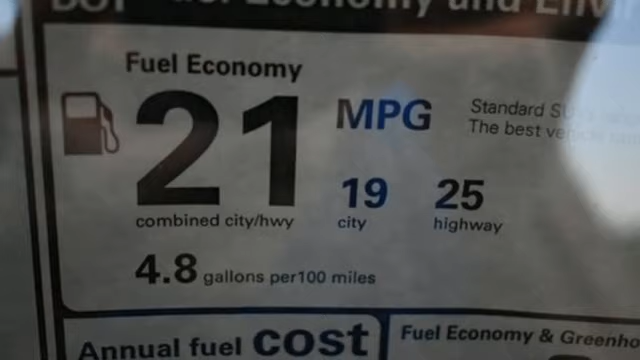 Fuel Economy
21 MPG
Standard
The best
19 25
combined city/hwy city highway
4.8 gallons per100 miles
Annual fuel cost
Fuel Economy &